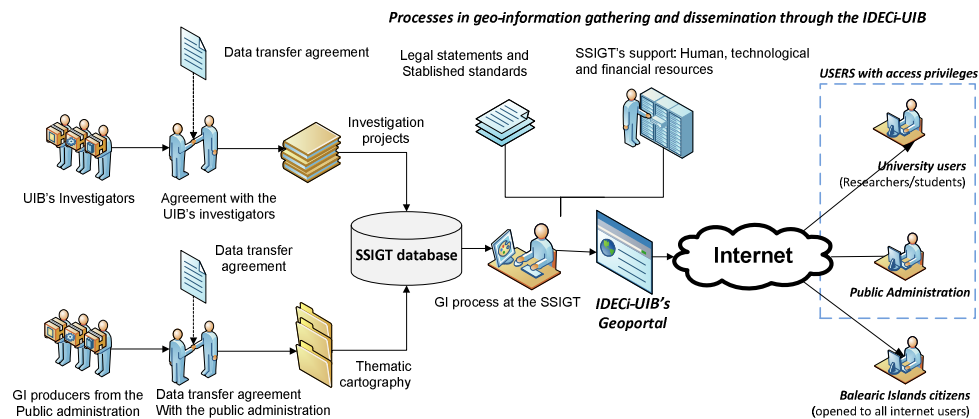 Processes in geo-information gathering and dissemination through the IDECi-UIB
Data transfer agreement
Legal statements and
Stablished standards
SSIGT's support: Human, technological
and financial resources
USERS with access privileges
Investigation
projects
UIB's Investigators
Agreement with the
UIB's investigators
University users
(Researchers/students)
Data transfer
agreement
SSIGT database
Internet
GI process at the SSIGT
IDECi-UIB's
Geoportal
Public Administration
Thematic
cartography
GI producers from the
Public administration
Data transfer agreement
With the public administration
Balearic Islands citizens
(opened to all internet users)